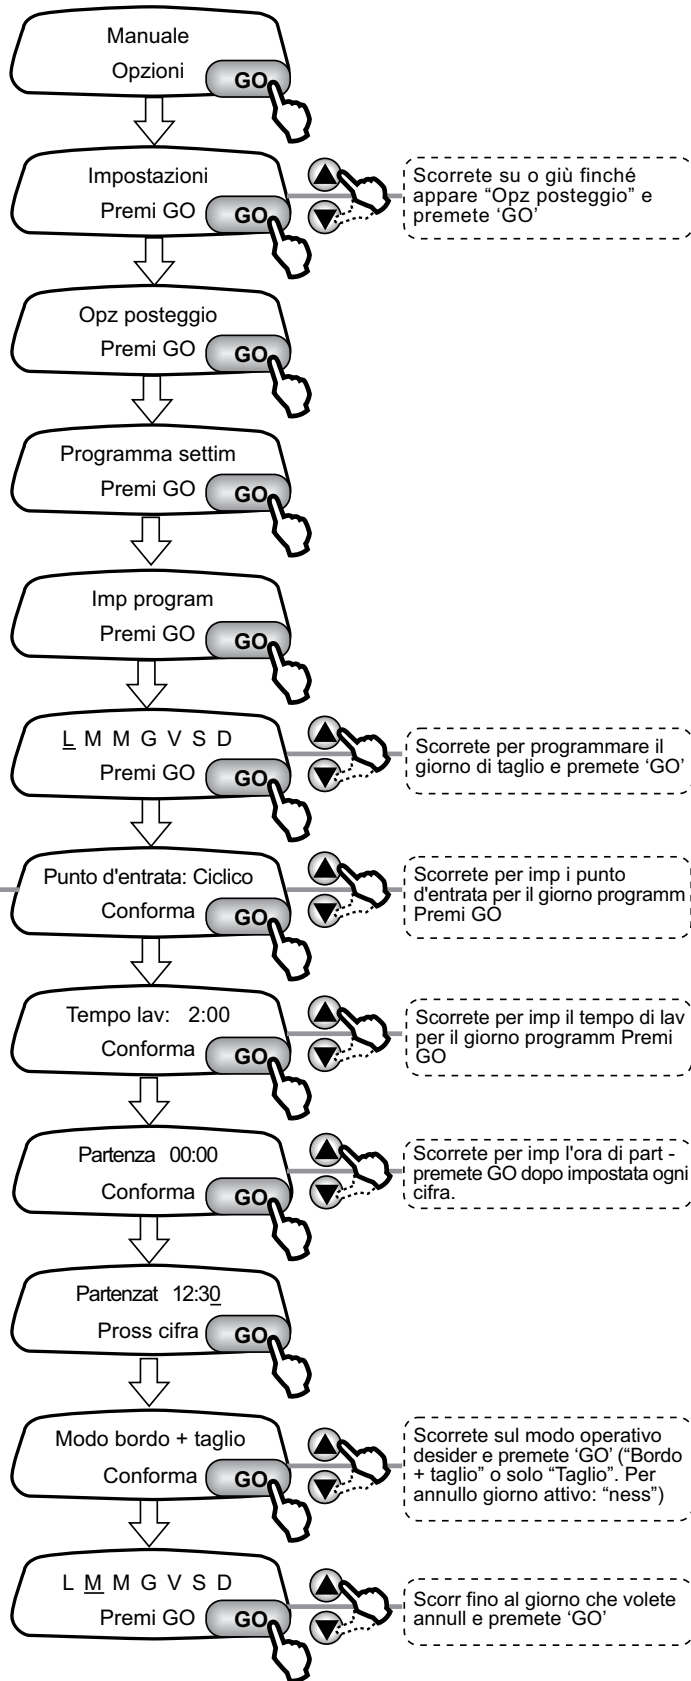 Manuale
Opzioni
GO
Impostazioni
Premi GO
GO
Scorrete su o giù finché
appare “Opz posteggio” e
premete ‘GO’
Opz posteggio
Premi GO
GO
Programma settim
Premi GO
GO
Imp program
Premi GO
GO
L M M G V S D
Premi GO
GO
Scorrete per programmare il
giorno di taglio e premete ‘GO’
Punto d'entrata: Ciclico
Conforma
GO
Scorrete per imp i punto
d'entrata per il giorno programm
Premi GO
Tempo lav: 2:00
Conforma
GO
Scorrete per imp il tempo di lav
per il giorno programm Premi
GO
Partenza 00:00
Conforma
GO
Scorrete per imp l'ora di part -
premete GO dopo impostata ogni
cifra.
Partenzat 12:30
Pross cifra
GO
Modo bordo + taglio
Conforma
GO
Scorrete sul modo operativo
desider e premete ‘GO’ (“Bordo
+ taglio” o solo “Taglio”. Per
annullo giorno attivo: “ness”)
L M M G V S D
Premi GO
GO
Scorr fino al giorno che volete
annull e premete ‘GO’